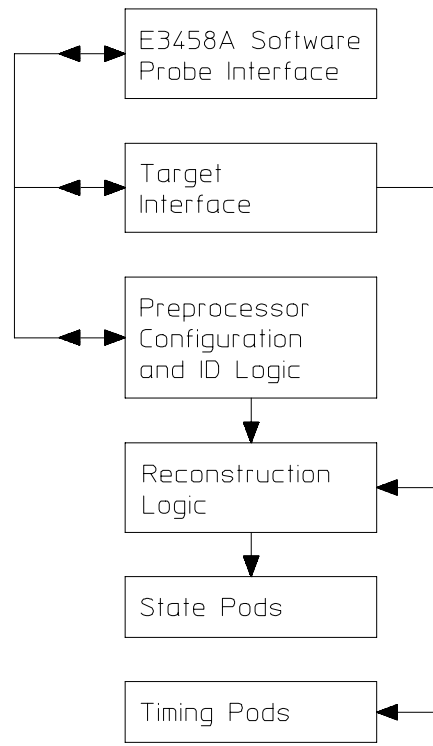 E3458A Software
Probe Interface
Target
Interface
Preprocessor
Configuration
and ID Logic
Reconstruction
Logic
State Pods
Timing Pods